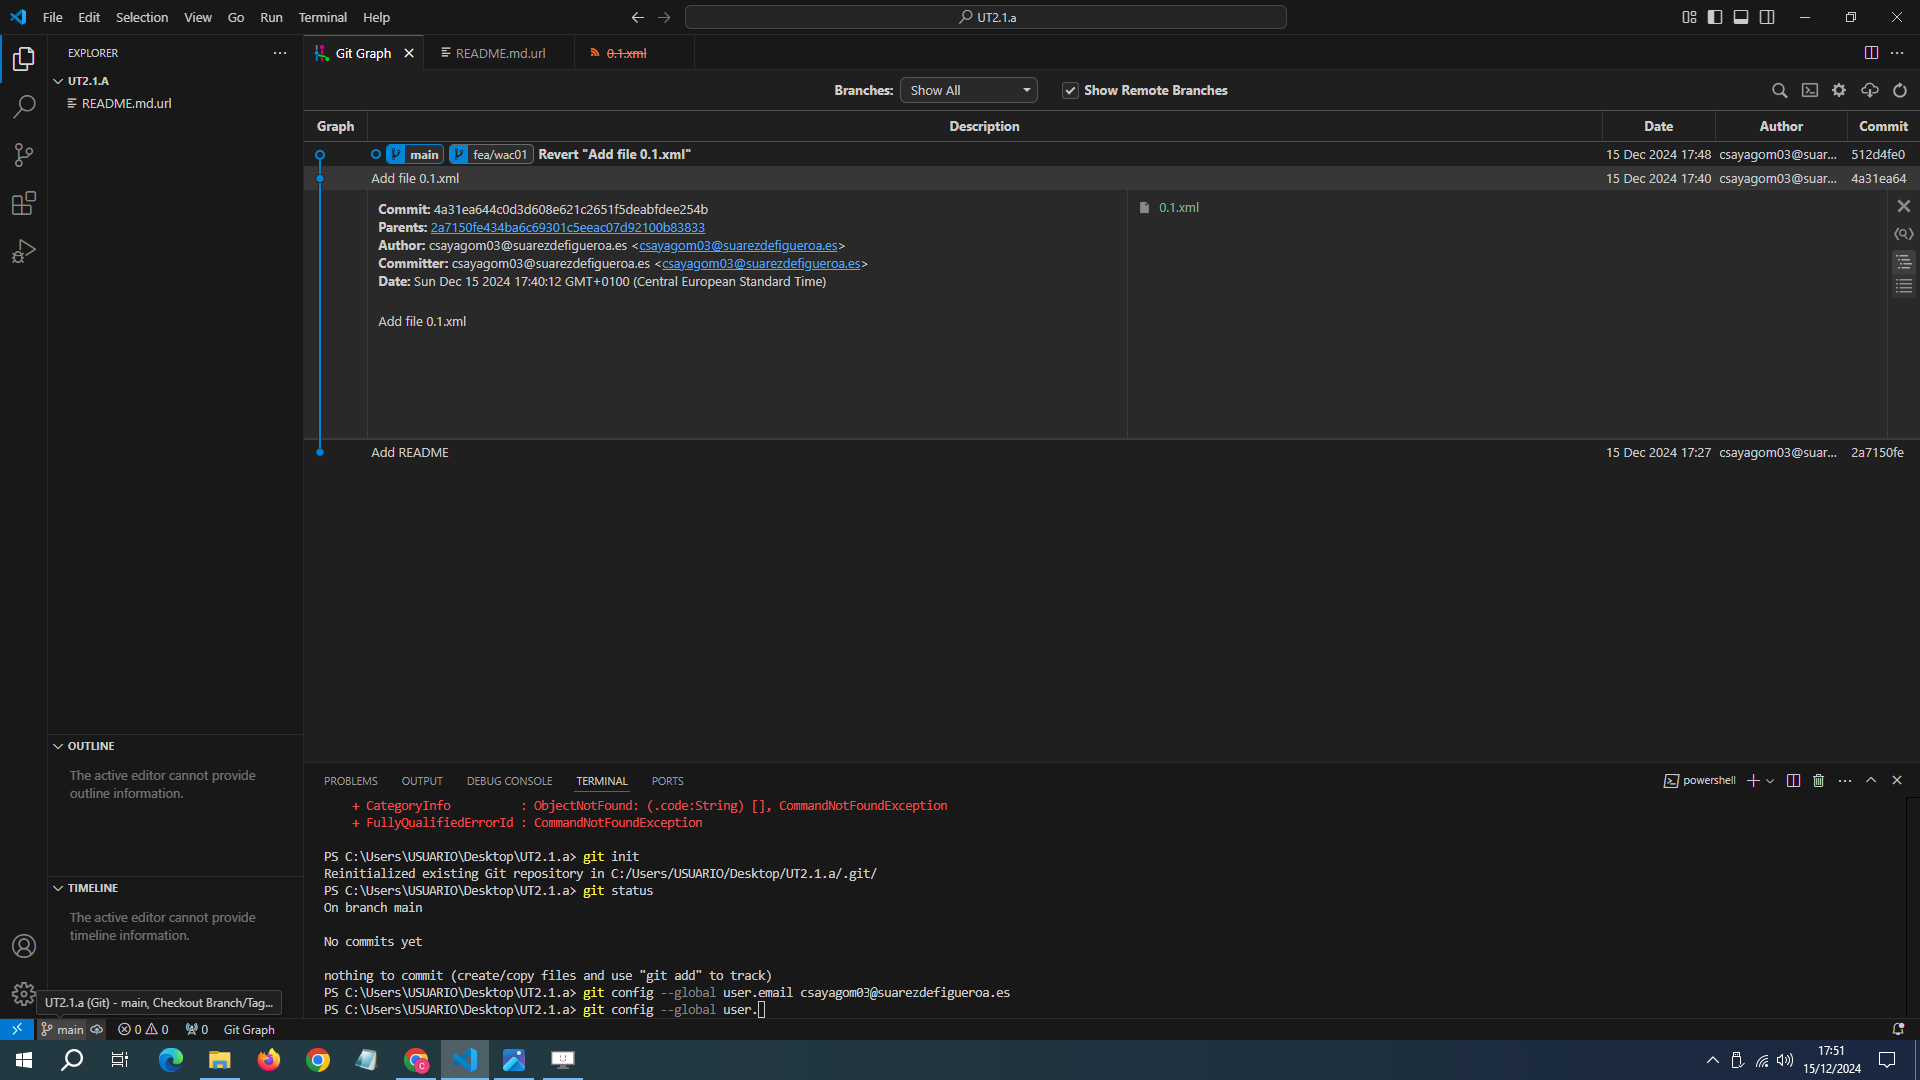 File Edit Selection View Go Run Terminal Help
UT2.1.a
EXPLORER
Git Graph
README.md.url
0.1.xml
UT2.1.A
README.md.url
Branches: Show All
Show Remote Branches
Graph Description Date Author Commit
main fea/wac01 Revert "Add file 0.1.xml" 15 Dec 2024 17:48 csayagom03@suar... 512d4fe0
Add file 0.1.xml 15 Dec 2024 17:40 csayagom03@suar... 4a31ea64
Commit: 4a31ea644c0d3d608e621c2651f5deabfdee254b
0.1.xml
Parents: 2a7150fe434ba6c69301c5eeac07d92100b83833
Author: csayagom03@suarezdefigueroa.es <csayagom03@suarezdefigueroa.es>
Committer: csayagom03@suarezdefigueroa.es <csayagom03@suarezdefigueroa.es>
Date: Sun Dec 15 2024 17:40:12 GMT+0100 (Central European Standard Time)
Add file 0.1.xml
Add README 15 Dec 2024 17:27 csayagom03@suar... 2a7150fe
OUTLINE
The active editor cannot provide
outline information.
TIMELINE
The active editor cannot provide
timeline information.
PROBLEMS OUTPUT DEBUG CONSOLE TERMINAL PORTS
powershell
+ CategoryInfo : ObjectNotFound: (.code:String) [], CommandNotFoundException
+ FullyQualifiedErrorId : CommandNotFoundException
PS C:\Users\USUARIO\Desktop\UT2.1.a> git init
Reinitialized existing Git repository in C:/Users/USUARIO/Desktop/UT2.1.a/.git/
PS C:\Users\USUARIO\Desktop\UT2.1.a> git status
On branch main
No commits yet
nothing to commit (create/copy files and use "git add" to track)
PS C:\Users\USUARIO\Desktop\UT2.1.a> git config --global user.email csayagom03@suarezdefigueroa.es
PS C:\Users\USUARIO\Desktop\UT2.1.a> git config --global user.
UT2.1.a (Git) - main, Checkout Branch/Tag...
main 0 0 0 Git Graph
17:51
15/12/2024